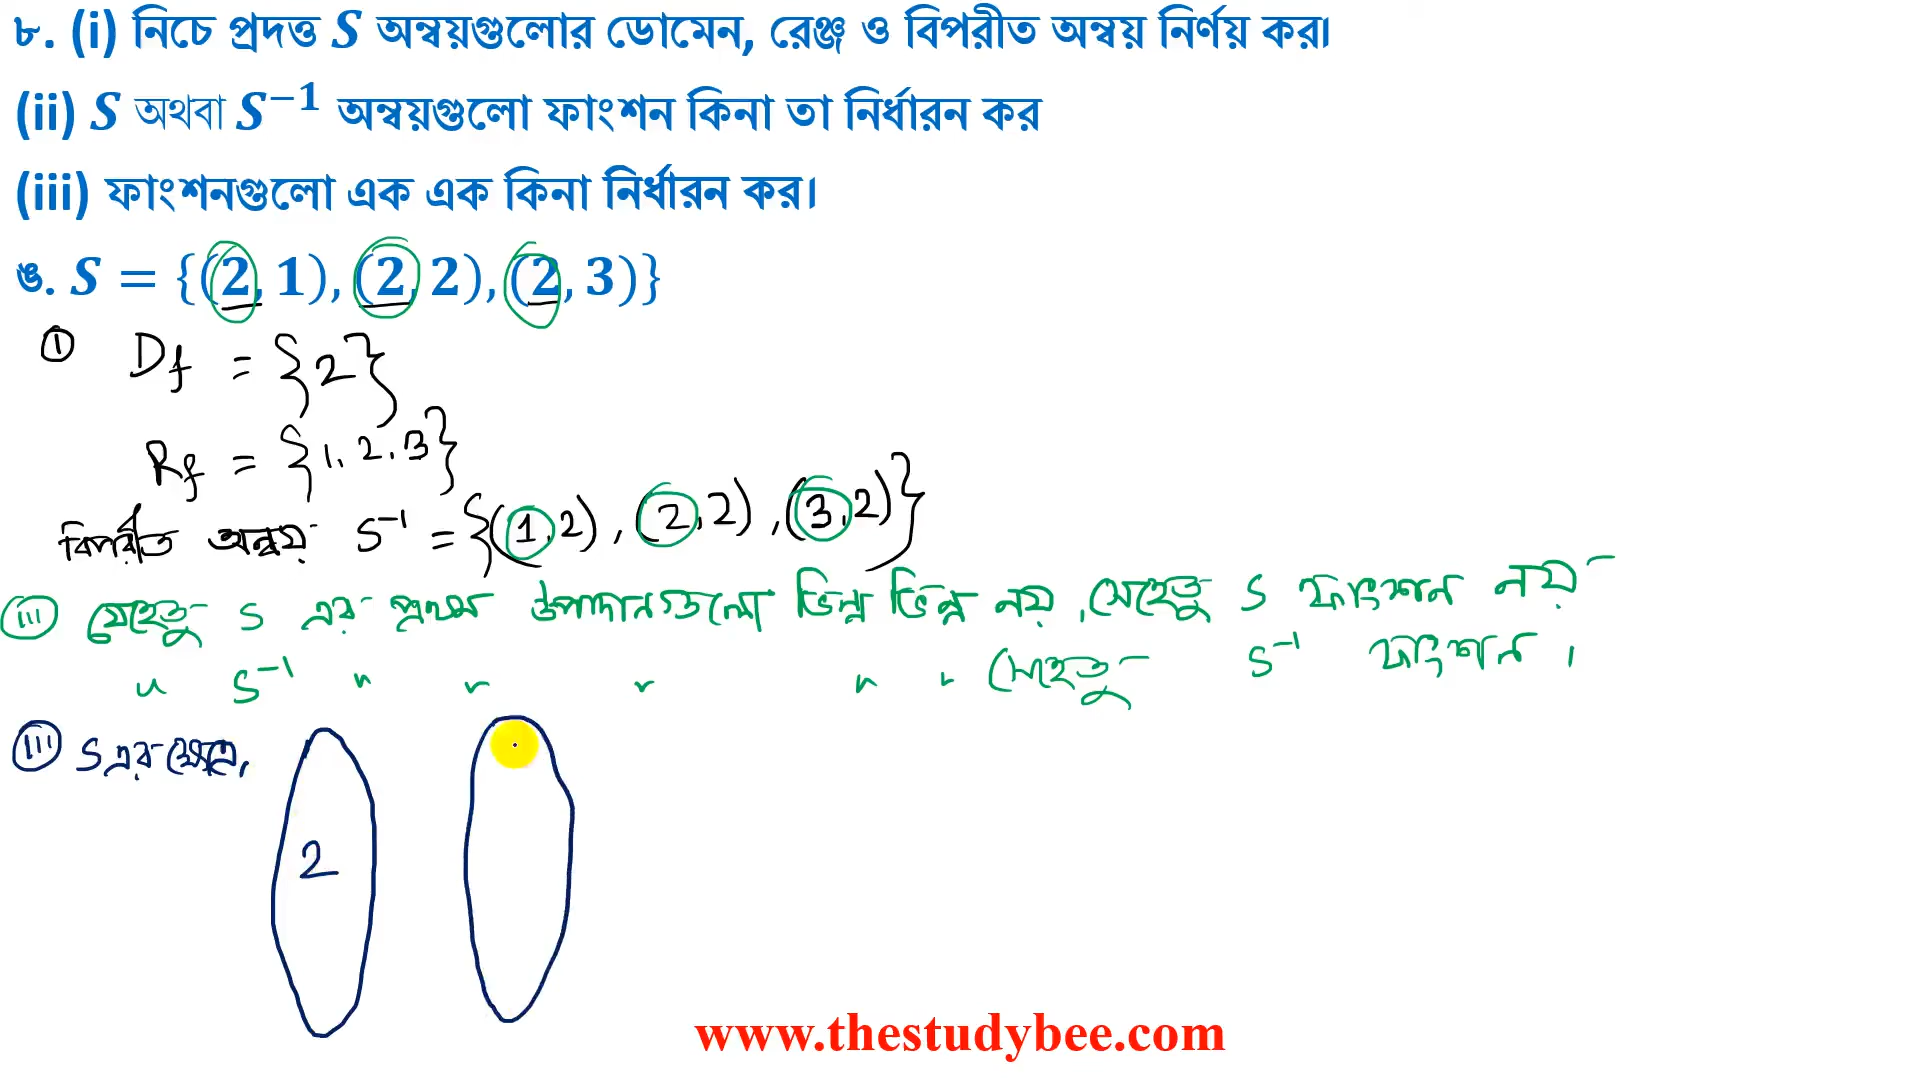 ৮. (i) নিচে প্রদত্ত S অন্বয়গুলোর ডোমেন, রেঞ্জ ও বিপরীত অন্বয় নির্ণয় কর।
(ii) S অথবা S⁻¹ অন্বয়গুলো ফাংশন কিনা তা নির্ধারন কর
(iii) ফাংশনগুলো এক এক কিনা নির্ধারন কর।
ঙ. S = {(2, 1), (2, 2), (2, 3)}
(i) Df = {2}
Rf = {1, 2, 3}
বিপরীত অন্বয় S⁻¹ = {(1, 2), (2, 2), (3, 2)}
(iii) যেহেতু S এর প্রথম উপাদানগুলো ভিন্ন ভিন্ন নয়, সেহেতু S ফাংশন নয়
" S⁻¹ " " " " " সেহেতু S⁻¹ ফাংশন।
(iii) S এর ক্ষেত্রে,
2
www.thestudybee.com